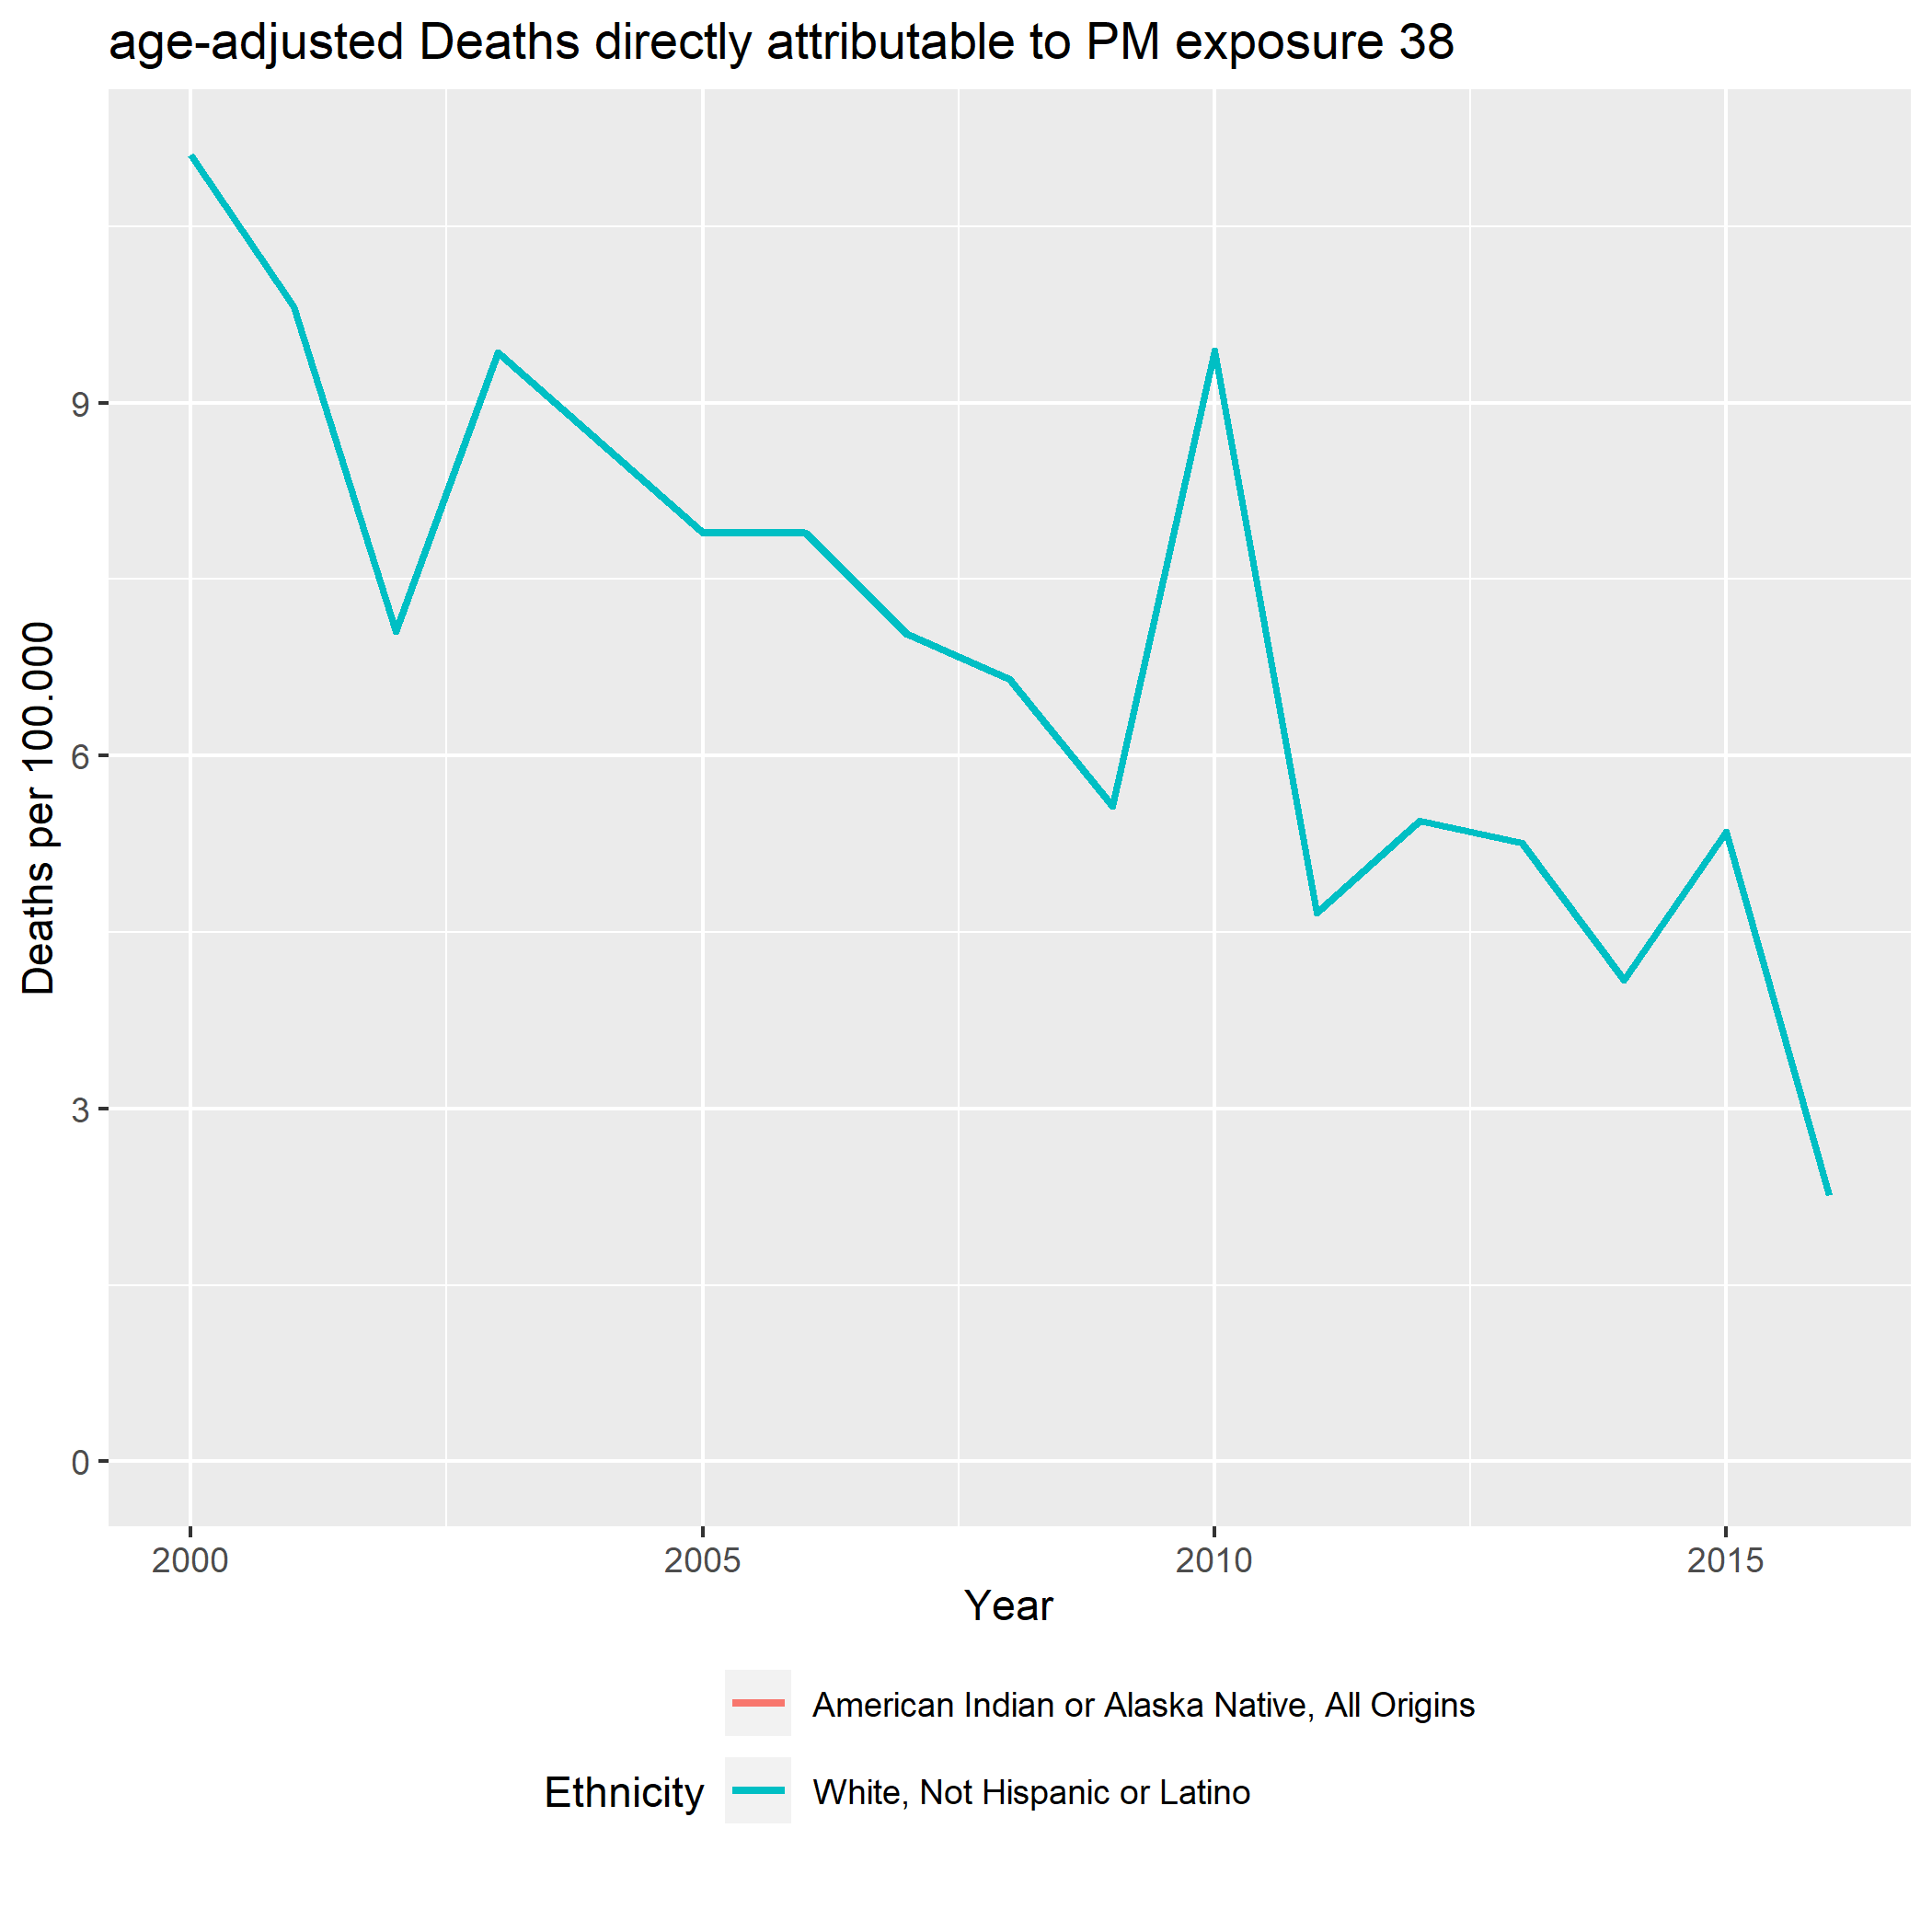 age-adjusted Deaths directly attributable to PM exposure 38
Deaths per 100.000
9
6
3
0
2000 2005 2010 2015
Year
American Indian or Alaska Native, All Origins
Ethnicity White, Not Hispanic or Latino